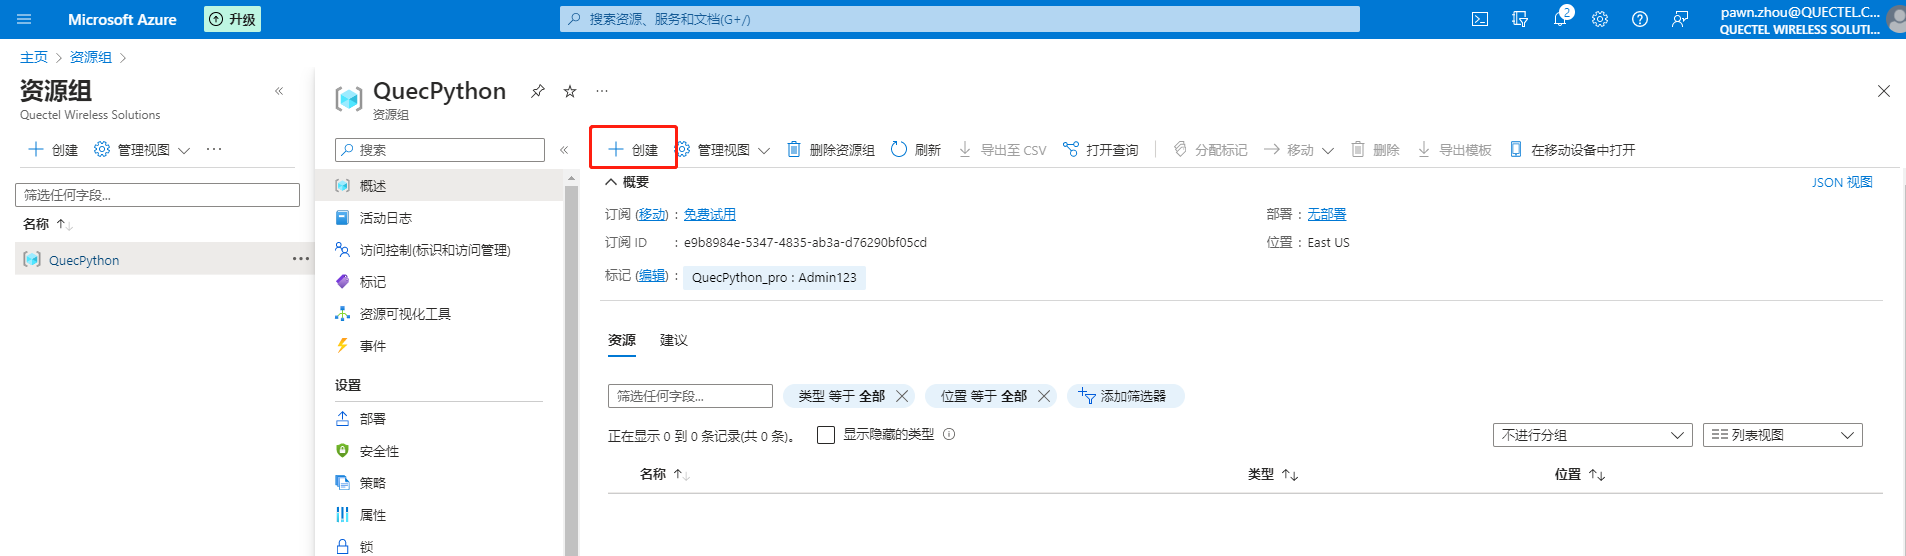 Microsoft Azure
升级
搜索资源、服务和文档(G+/)
2
pawn.zhou@QUECTEL.C...
QUECTEL WIRELESS SOLUTI...
主页 > 资源组 >
资源组
«
Quectel Wireless Solutions
+ 创建
管理视图
···
筛选任何字段...
名称 ↑↓
QuecPython
···
QuecPython
···
资源组
搜索
«
概述
活动日志
访问控制(标识和访问管理)
标记
资源可视化工具
事件
设置
部署
安全性
策略
属性
锁
+ 创建
管理视图
删除资源组
刷新
导出至 CSV
打开查询
分配标记
移动
删除
导出模板
在移动设备中打开
概要
JSON 视图
订阅 (移动) : 免费试用
订阅 ID : e9b8984e-5347-4835-ab3a-d76290bf05cd
标记 (编辑) : QuecPython_pro : Admin123
部署 : 无部署
位置 : East US
资源
建议
筛选任何字段...
类型 等于 全部
位置 等于 全部
添加筛选器
正在显示 0 到 0 条记录(共 0 条)。
显示隐藏的类型
不进行分组
列表视图
名称 ↑↓
类型 ↑↓
位置 ↑↓